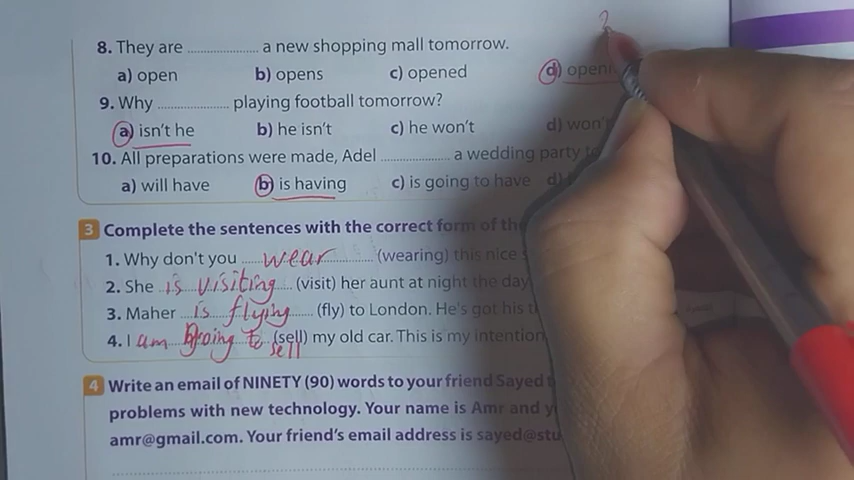 8. They are .................... a new shopping mall tomorrow.
a) open b) opens c) opened d)
9. Why .................... playing football tomorrow?
a) isn't he b) he isn't c) he won't d)
10. All preparations were made, Adel .................... a wedding party
a) will have b) is having c) is going to have d)
3 Complete the sentences with the correct form of the
1. Why don't you wear (wearing) this nice
2. She is visiting (visit) her aunt at night the day
3. Maher is flying (fly) to London. He's got his
4. I am going to (sell) my old car. This is my intention
sell
4 Write an email of NINETY (90) words to your friend Sayed
problems with new technology. Your name is Amr and
amr@gmail.com. Your friend's email address is